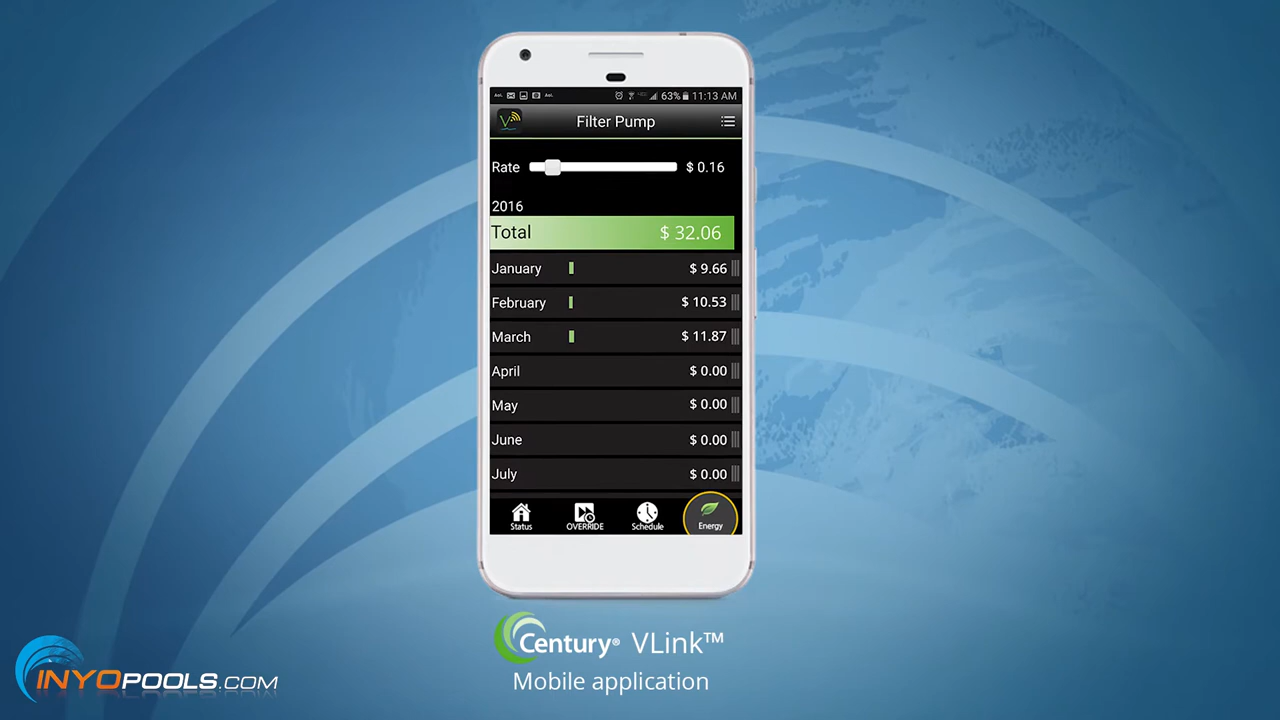 63% 11:13 AM
Filter Pump
Rate $ 0.16
2016
Total $ 32.06
January $ 9.66
February $ 10.53
March $ 11.87
April $ 0.00
May $ 0.00
June $ 0.00
July $ 0.00
Status OVERRIDE Schedule Energy
Century® VLink™
Mobile application
INYOPOOLS.COM